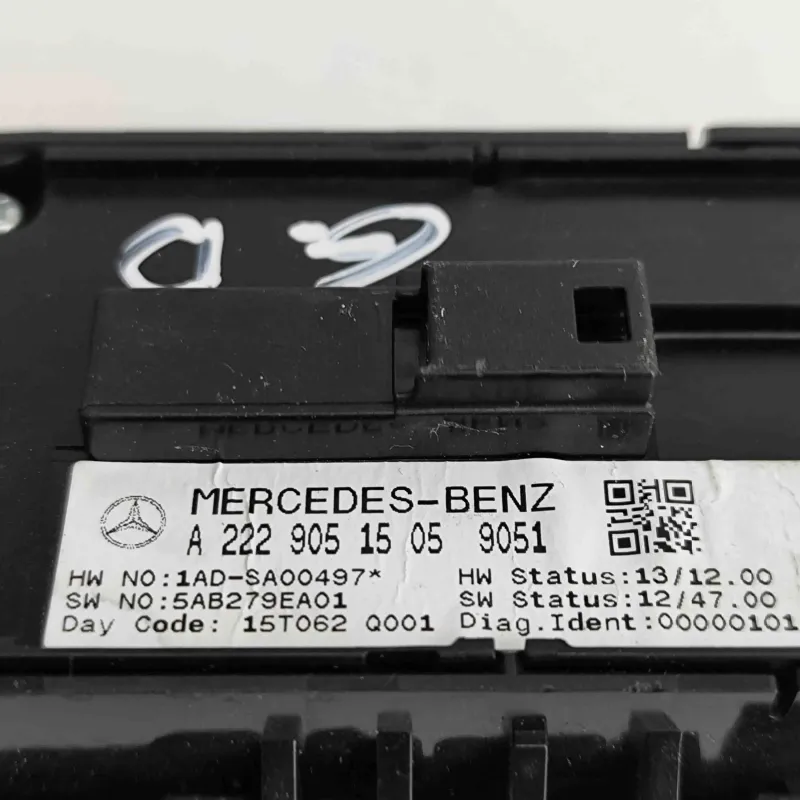 MERCEDES-BENZ
A 222 905 15 05 9051
HW NO:1AD-SA00497* HW Status:13/12.00
SW NO:5AB279EA01 SW Status:12/47.00
Day Code: 15T062 Q001 Diag.Ident:00000101